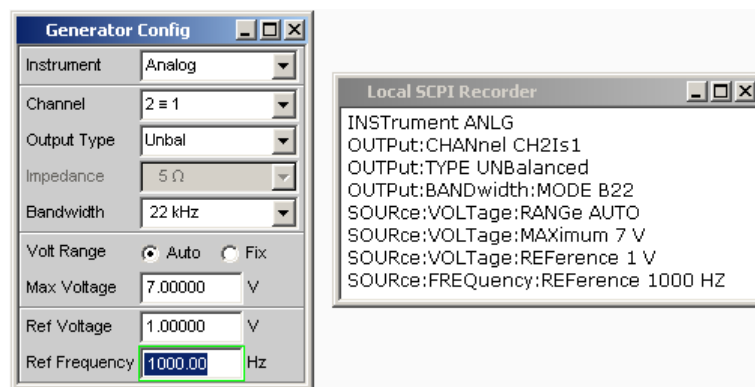 Generator Config
Instrument Analog
Channel 2 ≡ 1
Output Type Unbal
Impedance 5 Ω
Bandwidth 22 kHz
Volt Range Auto Fix
Max Voltage 7.00000 V
Ref Voltage 1.00000 V
Ref Frequency 1000.00 Hz
Local SCPI Recorder
INSTrument ANLG
OUTPut:CHANnel CH2Is1
OUTPut:TYPE UNBalanced
OUTPut:BANDwidth:MODE B22
SOURce:VOLTage:RANGe AUTO
SOURce:VOLTage:MAXimum 7 V
SOURce:VOLTage:REFerence 1 V
SOURce:FREQuency:REFerence 1000 HZ